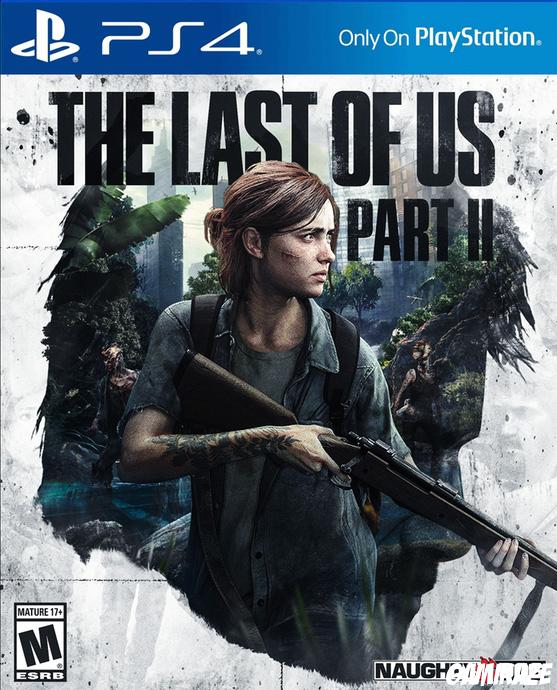 PS4
Only On PlayStation
THE LAST OF US
PART II
MATURE 17+
M
ESRB